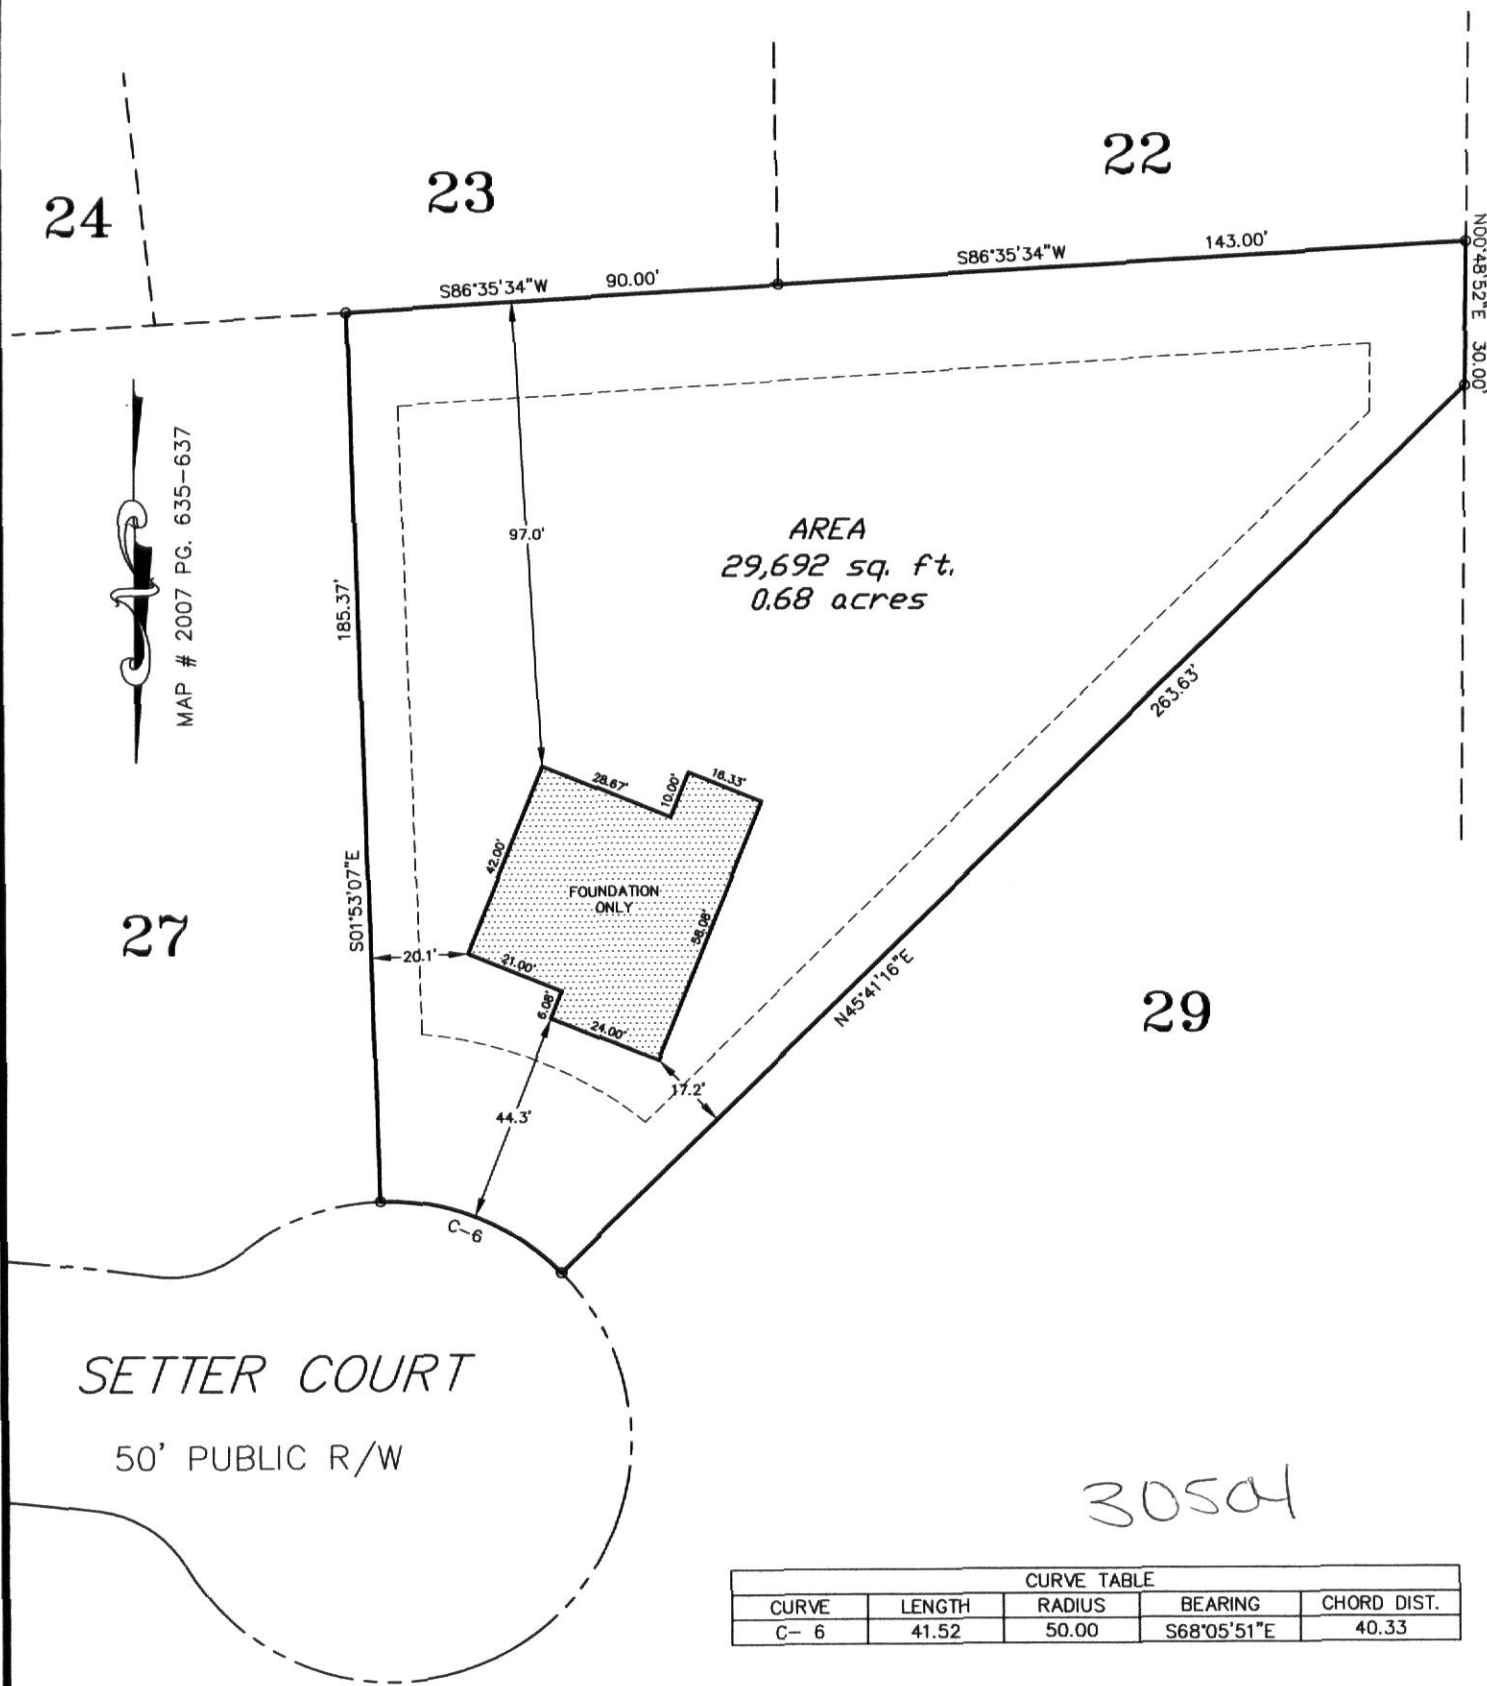 22
23
24
S86°35'34"W 143.00'
S86°35'34"W 90.00'
N00°48'52"E 30.00'
MAP # 2007 PG. 635-637
97.0'
AREA
29,692 sq. ft.
0.68 acres
185.37'
S01°53'07"E
263.63'
N45°41'16"E
28.67'
10.00'
16.33'
42.00'
FOUNDATION
ONLY
58.08'
27
20.1'
21.00'
6.08'
24.00'
29
17.2'
44.3'
C-6
SETTER COURT
50' PUBLIC R/W
30504
CURVE TABLE
CURVE LENGTH RADIUS BEARING CHORD DIST.
C- 6 41.52 50.00 S68°05'51"E 40.33